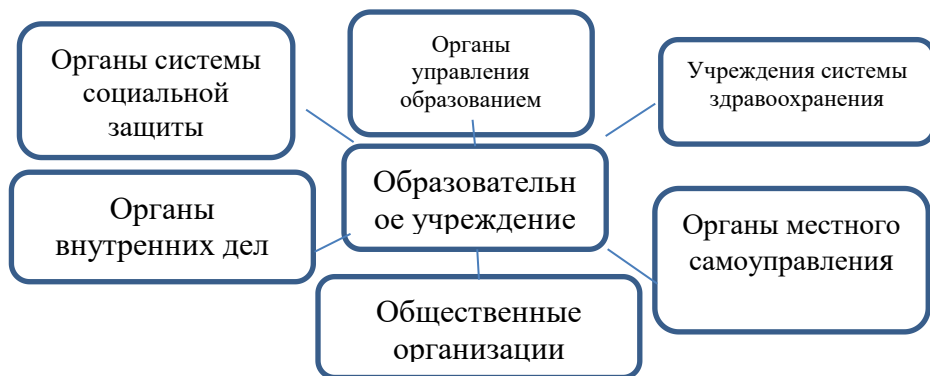 Органы системы
социальной
защиты
Органы
управления
образованием
Учреждения системы
здравоохранения
Образовательн
ое учреждение
Органы
внутренних дел
Органы местного
самоуправления
Общественные
организации